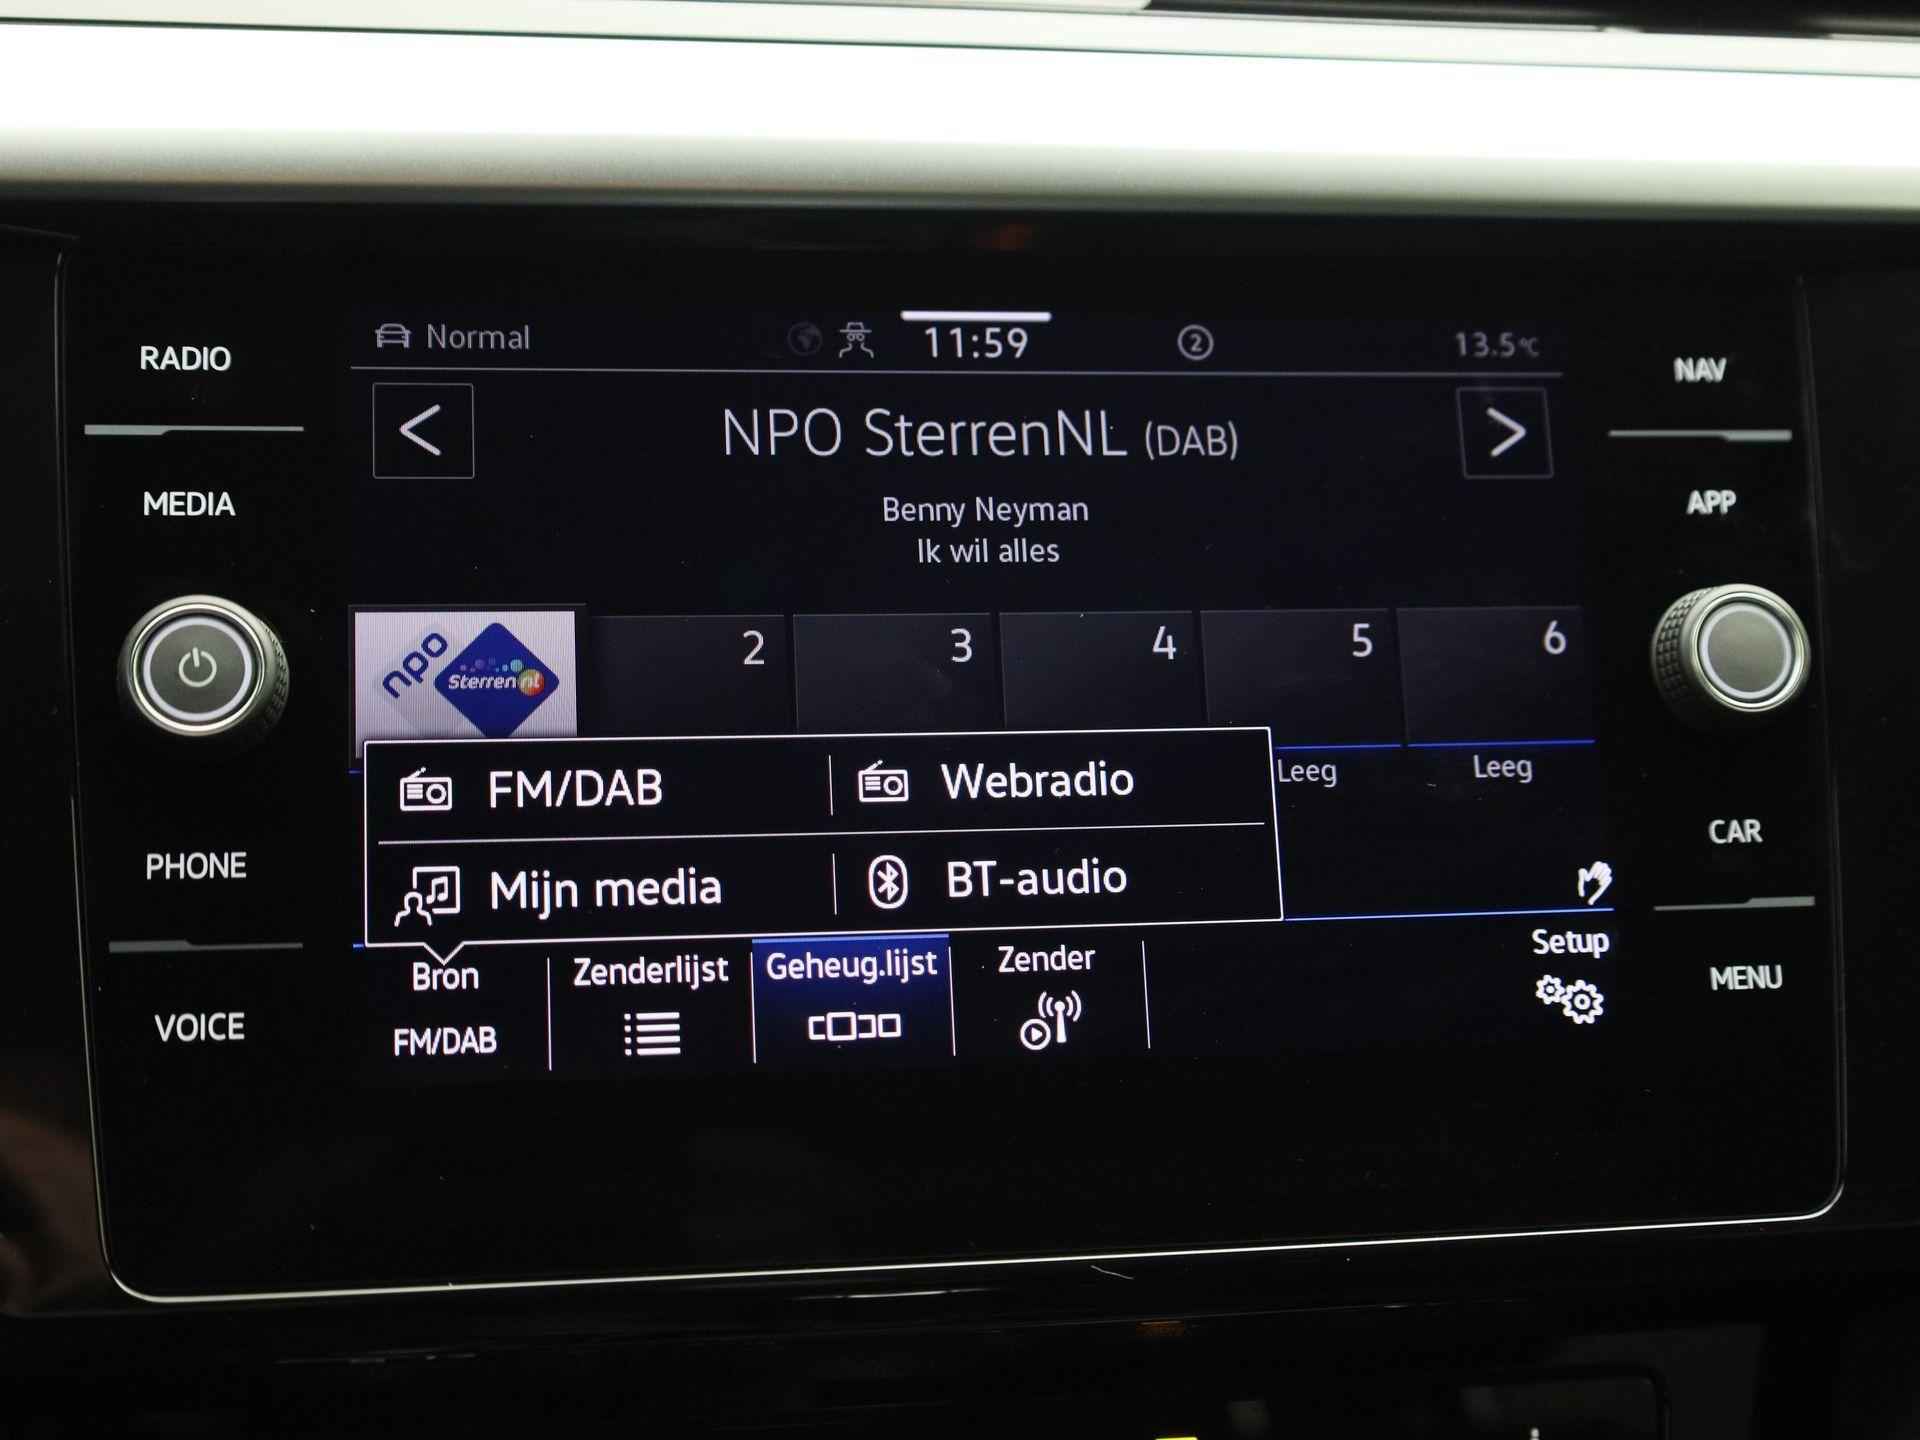 RADIO
MEDIA
PHONE
VOICE
Normal
11:59
2
13.5°C
<
NPO SterrenNL (DAB)
>
Benny Neyman
Ik wil alles
npo
Sterren nl
2
3
4
5
6
Leeg
Leeg
FM/DAB
Webradio
Mijn media
BT-audio
Bron
FM/DAB
Zenderlijst
Geheug.lijst
Zender
Setup
NAV
APP
CAR
MENU